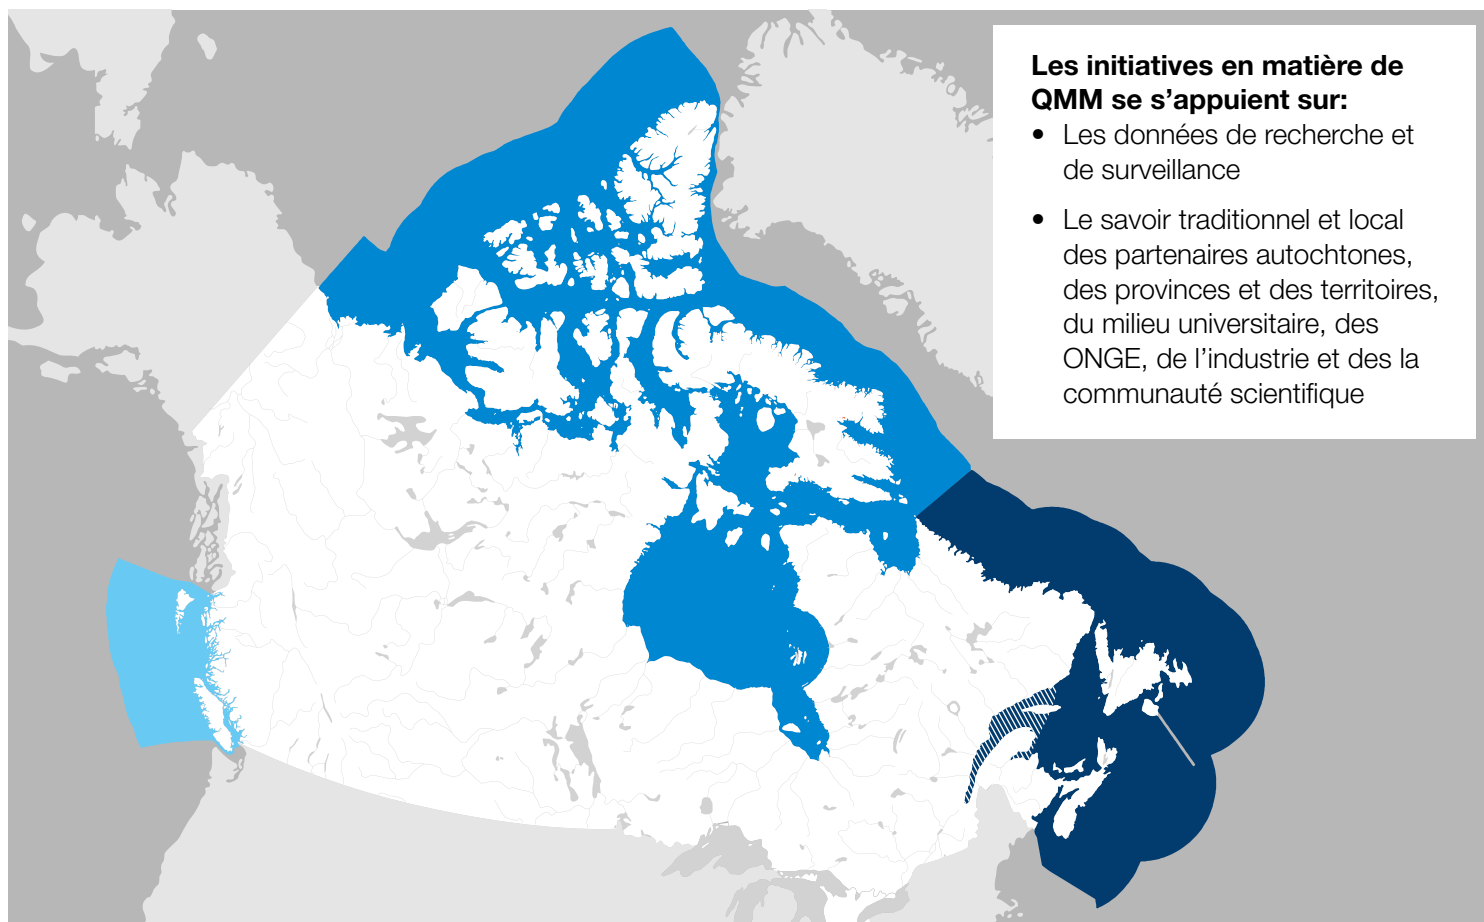 Les initiatives en matière de
QMM se s’appuient sur:
• Les données de recherche et
de surveillance
• Le savoir traditionnel et local
des partenaires autochtones,
des provinces et des territoires,
du milieu universitaire, des
ONGE, de l’industrie et des la
communauté scientifique